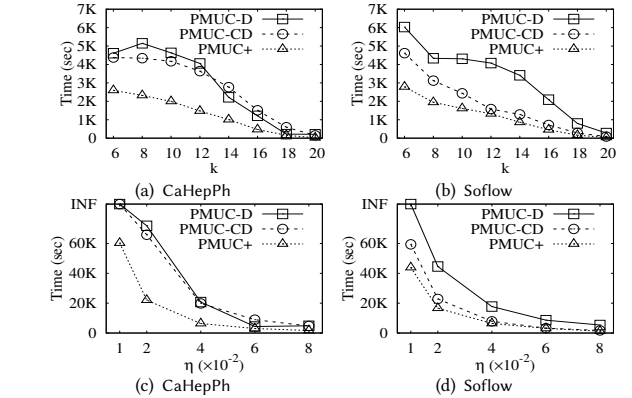 7K
6K
5K
4K
3K
2K
1K
0
Time (sec)
PMUC-D
PMUC-CD
PMUC+
6 8 10 12 14 16 18 20
k
(a) CaHepPh
7K
6K
5K
4K
3K
2K
1K
0
Time (sec)
PMUC-D
PMUC-CD
PMUC+
6 8 10 12 14 16 18 20
k
(b) Soflow
INF
60K
40K
20K
0
Time (sec)
PMUC-D
PMUC-CD
PMUC+
1 2 4 6 8
η (×10⁻²)
(c) CaHepPh
INF
60K
40K
20K
0
Time (sec)
PMUC-D
PMUC-CD
PMUC+
1 2 4 6 8
η (×10⁻²)
(d) Soflow